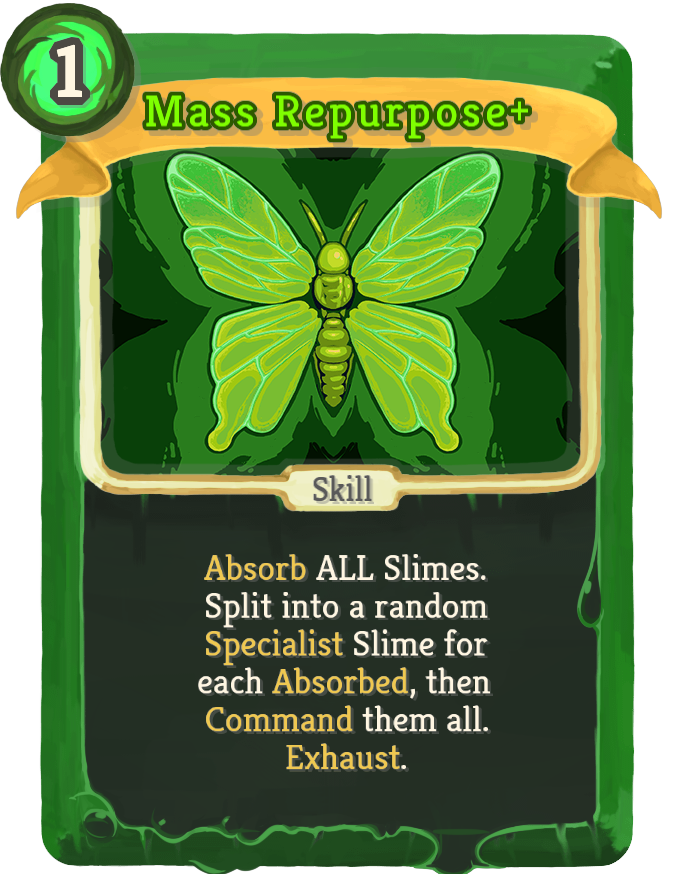 1
Mass Repurpose+
Skill
Absorb ALL Slimes.
Split into a random
Specialist Slime for
each Absorbed, then
Command them all.
Exhaust.